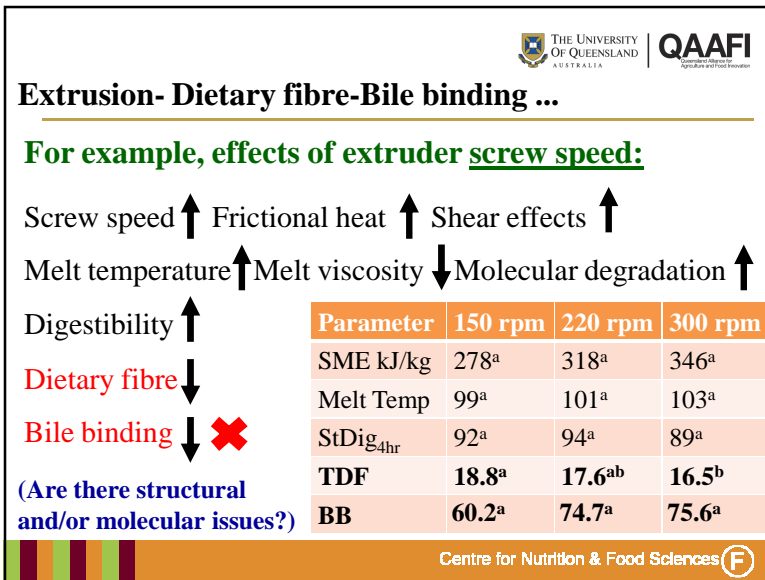 THE UNIVERSITY
OF QUEENSLAND
AUSTRALIA
QAAFI
Queensland Alliance for
Agriculture and Food Innovation
Extrusion- Dietary fibre-Bile binding ...
For example, effects of extruder screw speed:
Screw speed ↑ Frictional heat ↑ Shear effects ↑
Melt temperature ↑ Melt viscosity ↓ Molecular degradation ↑
Digestibility ↑
Dietary fibre ↓
Bile binding ↓ ✖
(Are there structural
and/or molecular issues?)
Parameter 150 rpm 220 rpm 300 rpm
SME kJ/kg 278ᵃ 318ᵃ 346ᵃ
Melt Temp 99ᵃ 101ᵃ 103ᵃ
StDig₄hr 92ᵃ 94ᵃ 89ᵃ
TDF 18.8ᵃ 17.6ᵃᵇ 16.5ᵇ
BB 60.2ᵃ 74.7ᵃ 75.6ᵃ
Centre for Nutrition & Food Sciences F